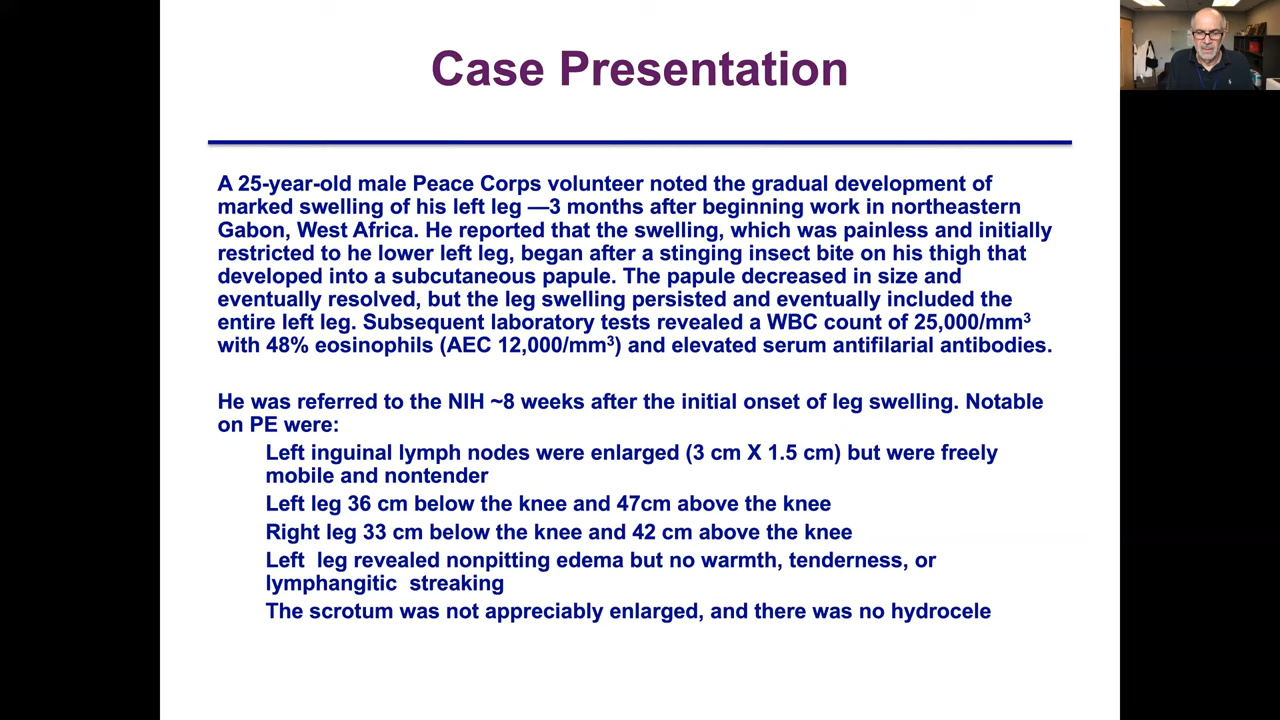 Case Presentation
A 25-year-old male Peace Corps volunteer noted the gradual development of
marked swelling of his left leg —3 months after beginning work in northeastern
Gabon, West Africa. He reported that the swelling, which was painless and initially
restricted to he lower left leg, began after a stinging insect bite on his thigh that
developed into a subcutaneous papule. The papule decreased in size and
eventually resolved, but the leg swelling persisted and eventually included the
entire left leg. Subsequent laboratory tests revealed a WBC count of 25,000/mm³
with 48% eosinophils (AEC 12,000/mm³) and elevated serum antifilarial antibodies.
He was referred to the NIH ~8 weeks after the initial onset of leg swelling. Notable
on PE were:
Left inguinal lymph nodes were enlarged (3 cm X 1.5 cm) but were freely
mobile and nontender
Left leg 36 cm below the knee and 47cm above the knee
Right leg 33 cm below the knee and 42 cm above the knee
Left leg revealed nonpitting edema but no warmth, tenderness, or
lymphangitic streaking
The scrotum was not appreciably enlarged, and there was no hydrocele